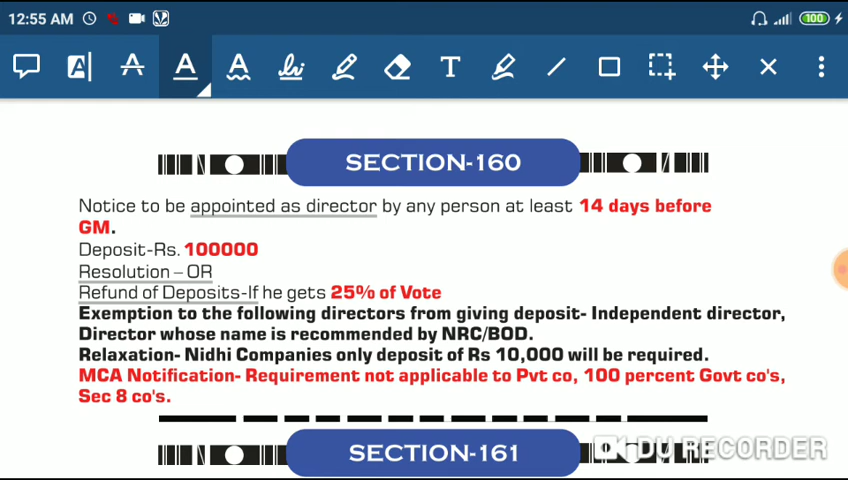 12:55 AM 100
A A A A T
SECTION-160
Notice to be appointed as director by any person at least 14 days before
GM.
Deposit-Rs. 100000
Resolution – OR
Refund of Deposits-If he gets 25% of Vote
Exemption to the following directors from giving deposit- Independent director,
Director whose name is recommended by NRC/BOD.
Relaxation- Nidhi Companies only deposit of Rs 10,000 will be required.
MCA Notification- Requirement not applicable to Pvt co, 100 percent Govt co's,
Sec 8 co's.
SECTION-161
DU RECORDER